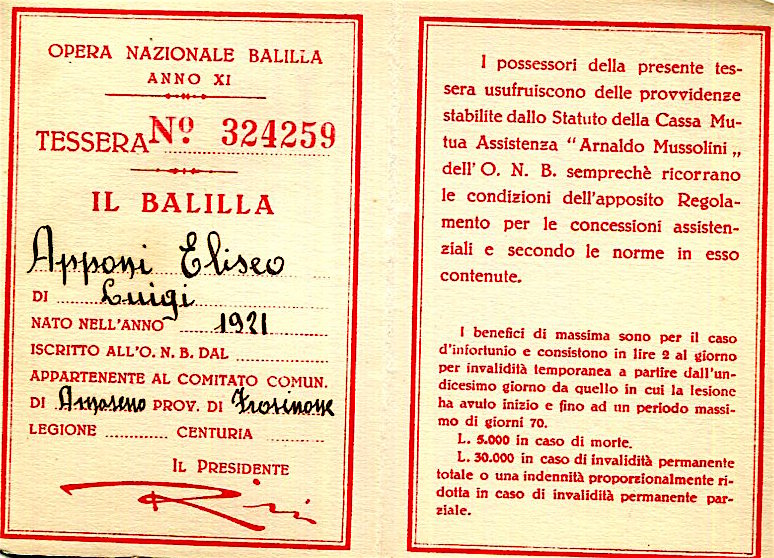 OPERA NAZIONALE BALILLA
ANNO XI
TESSERA Nº 324259
IL BALILLA
Apponi Eliseo
DI Luigi
NATO NELL'ANNO 1921
ISCRITTO ALL'O. N. B. DAL
APPARTENENTE AL COMITATO COMUN.
DI Amaseno PROV. DI Frosinone
LEGIONE CENTURIA
IL PRESIDENTE
I possessori della presente tes-
sera usufruiscono delle provvidenze
stabilite dallo Statuto della Cassa Mu-
tua Assistenza "Arnaldo Mussolini„
dell'O. N. B. semprechè ricorrano
le condizioni dell'apposito Regola-
mento per le concessioni assisten-
ziali e secondo le norme in esso
contenute.
I benefici di massima sono per il caso
d'infortunio e consistono in lire 2 al giorno
per invalidità temporanea a partire dall'un-
dicesimo giorno da quello in cui la lesione
ha avuto inizio e fino ad un periodo massi-
mo di giorni 70.
L. 5.000 in caso di morte.
L. 30.000 in caso di invalidità permanente
totale o una indennità proporzionalmente ri-
dotta in caso di invalidità permanente par-
ziale.